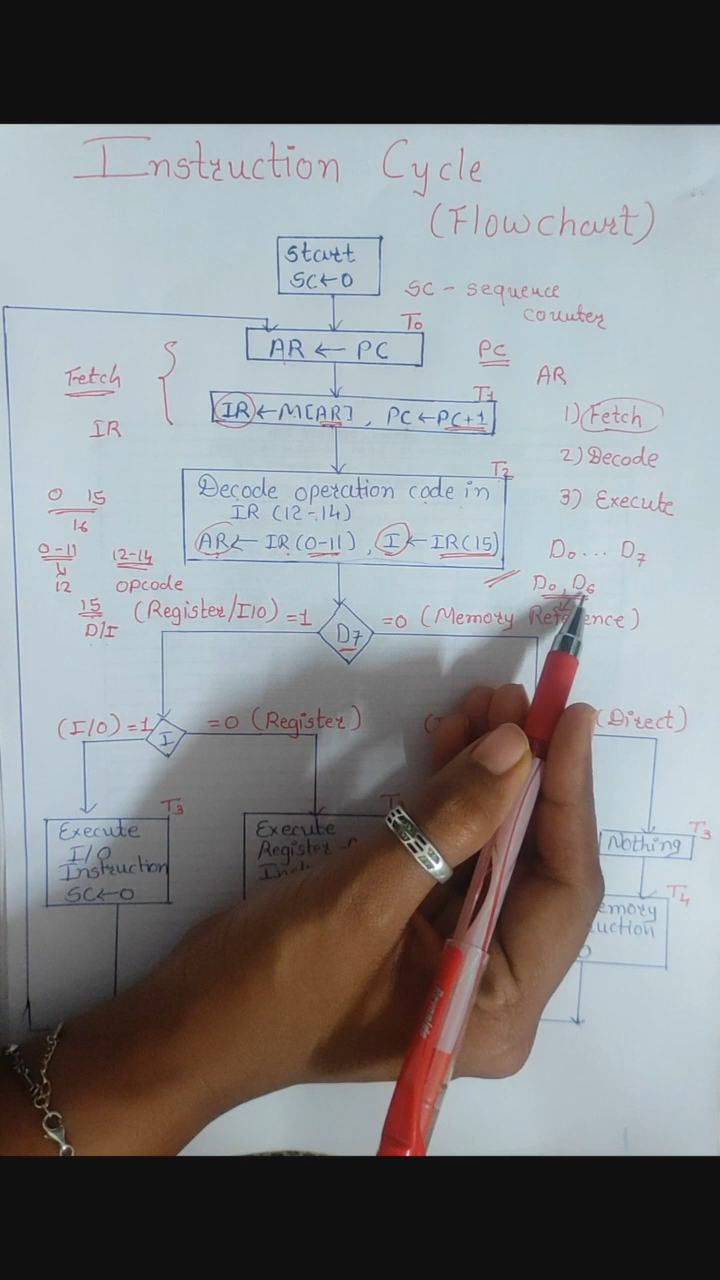 Instruction Cycle
(Flowchart)
Start
SC←0
SC - sequence
counter
T0
AR ← PC
PC
AR
Fetch
IR
T1
IR←M[AR], PC←PC+1
1) Fetch
2) Decode
3) Execute
T2
Decode operation code in
IR (12-14)
AR← IR(0-11), I←IR(15)
0 15
16
0-11
12
12-14
opcode
15
D/I
D0... D7
D0, D6
(Register/I/O) =1
D7
=0 (Memory Reference)
(I/O) =1
I
=0 (Register)
(Direct)
T3
Execute
I/O
Instruction
SC←0
Execute
Register
T3
Nothing
T4
Reynolds